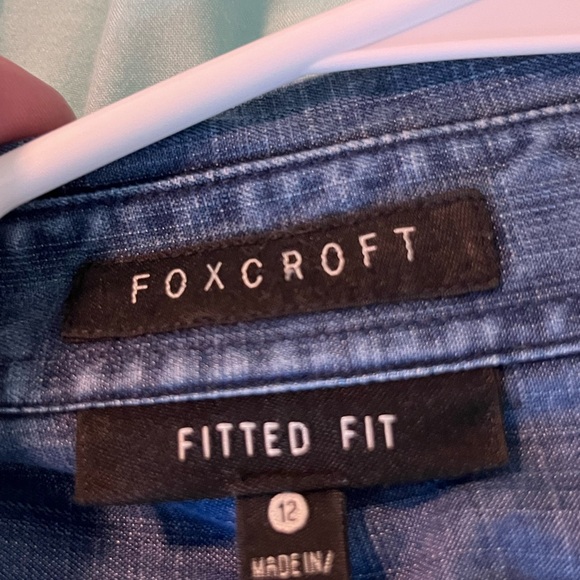 FOXCROFT
FITTED FIT
12
MADE IN/